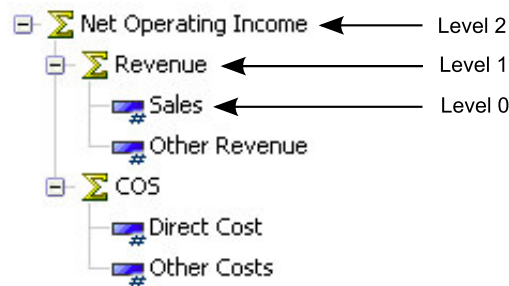 Net Operating Income Level 2
Revenue Level 1
Sales Level 0
Other Revenue
COS
Direct Cost
Other Costs